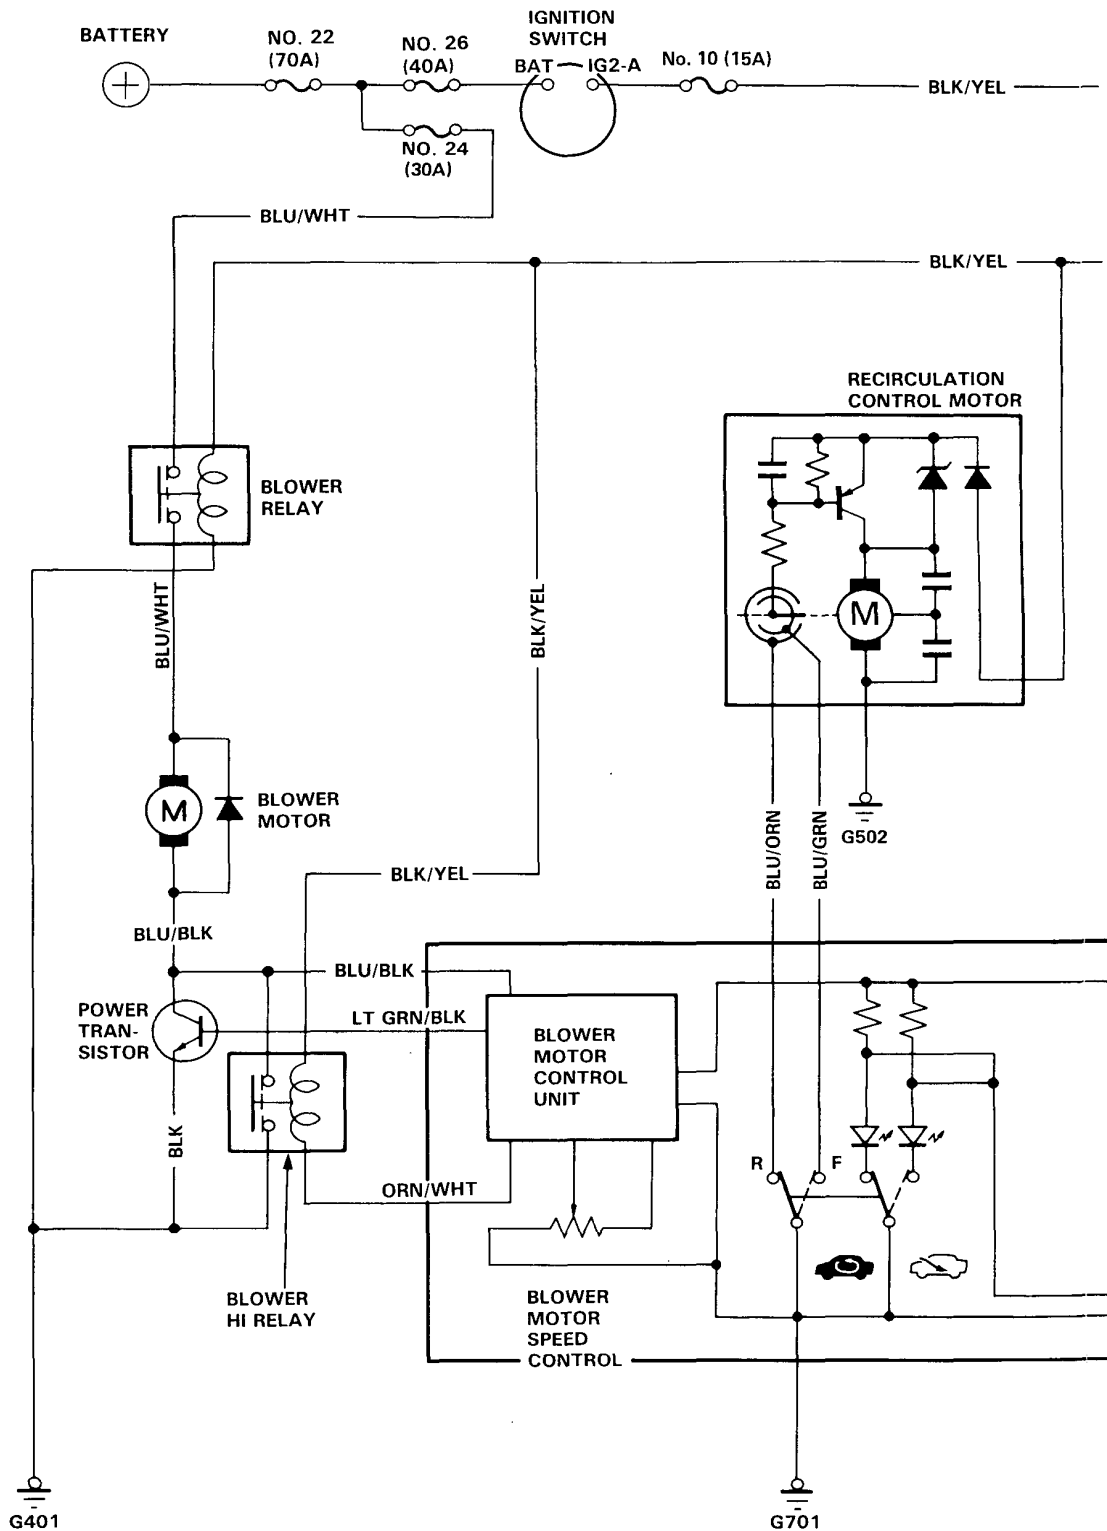 BATTERY
NO. 22
(70A)
NO. 26
(40A)
IGNITION
SWITCH
BAT
IG2-A
No. 10 (15A)
BLK/YEL
NO. 24
(30A)
BLU/WHT
BLK/YEL
RECIRCULATION
CONTROL MOTOR
BLOWER
RELAY
BLU/WHT
BLK/YEL
M
M
BLOWER
MOTOR
BLU/ORN
BLU/GRN
G502
BLK/YEL
BLU/BLK
BLU/BLK
POWER
TRAN-
SISTOR
LT GRN/BLK
BLOWER
MOTOR
CONTROL
UNIT
BLK
R
F
ORN/WHT
BLOWER
HI RELAY
BLOWER
MOTOR
SPEED
CONTROL
G401
G701